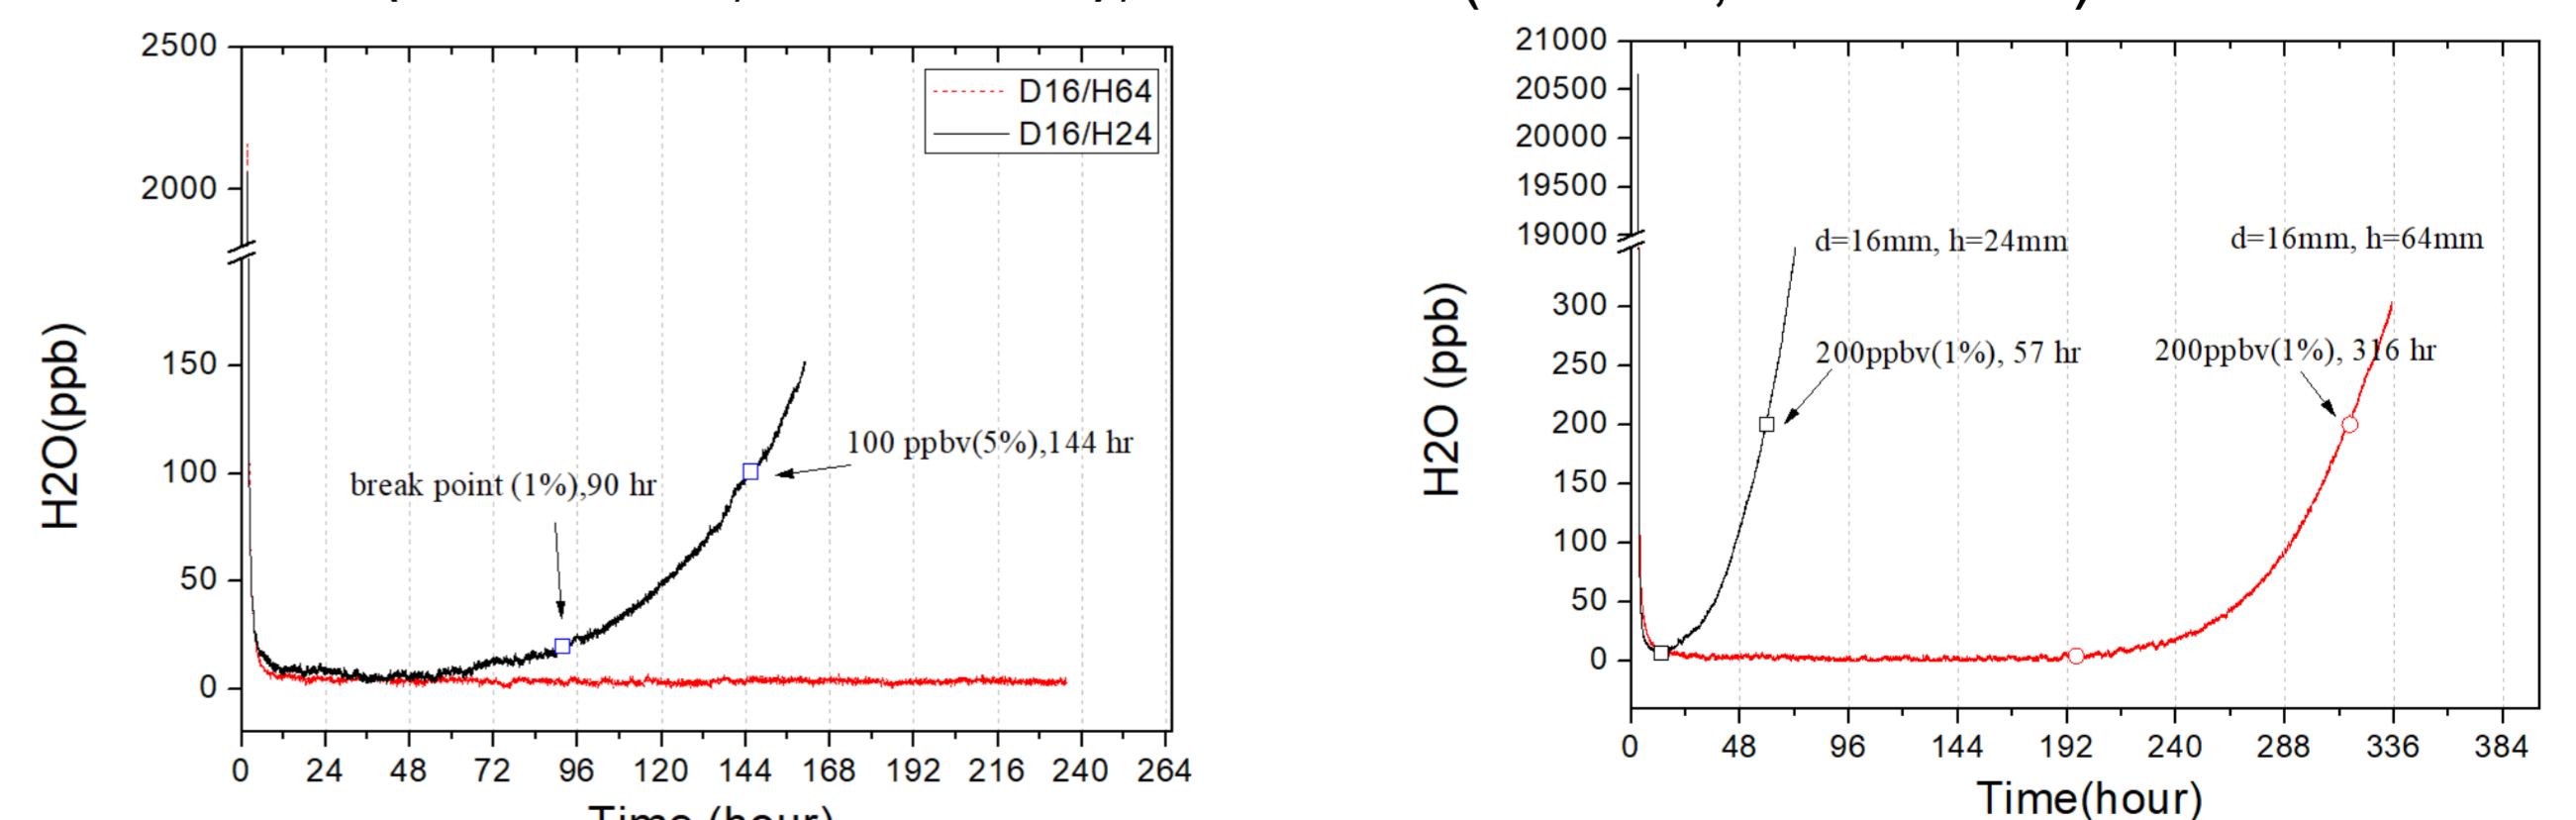 2500
2000
150
100
50
0
H2O(ppb)
D16/H64
D16/H24
break point (1%),90 hr
100 ppbv(5%),144 hr
0 24 48 72 96 120 144 168 192 216 240 264
Time (hour)
21000
20500
20000
19500
19000
300
250
200
150
100
50
0
H2O (ppb)
d=16mm, h=24mm
d=16mm, h=64mm
200ppbv(1%), 57 hr
200ppbv(1%), 316 hr
0 48 96 144 192 240 288 336 384
Time(hour)